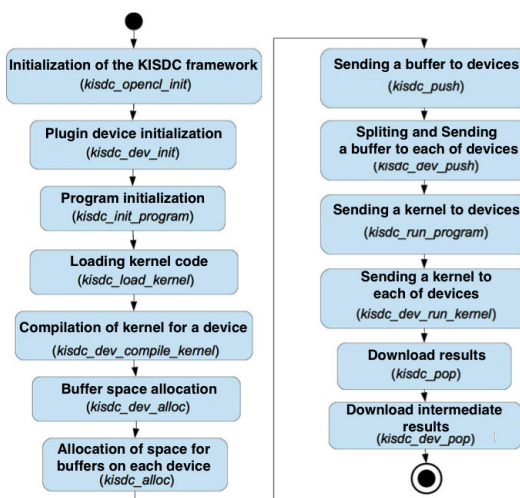 Initialization of the KISDC framework
(kisdc_opencl_init)
Plugin device initialization
(kisdc_dev_init)
Program initialization
(kisdc_init_program)
Loading kernel code
(kisdc_load_kernel)
Compilation of kernel for a device
(kisdc_dev_compile_kernel)
Buffer space allocation
(kisdc_dev_alloc)
Allocation of space for
buffers on each device
(kisdc_alloc)
Sending a buffer to devices
(kisdc_push)
Spliting and Sending
a buffer to each of devices
(kisdc_dev_push)
Sending a kernel to devices
(kisdc_run_program)
Sending a kernel to
each of devices
(kisdc_dev_run_kernel)
Download results
(kisdc_pop)
Download intermediate
results
(kisdc_dev_pop)